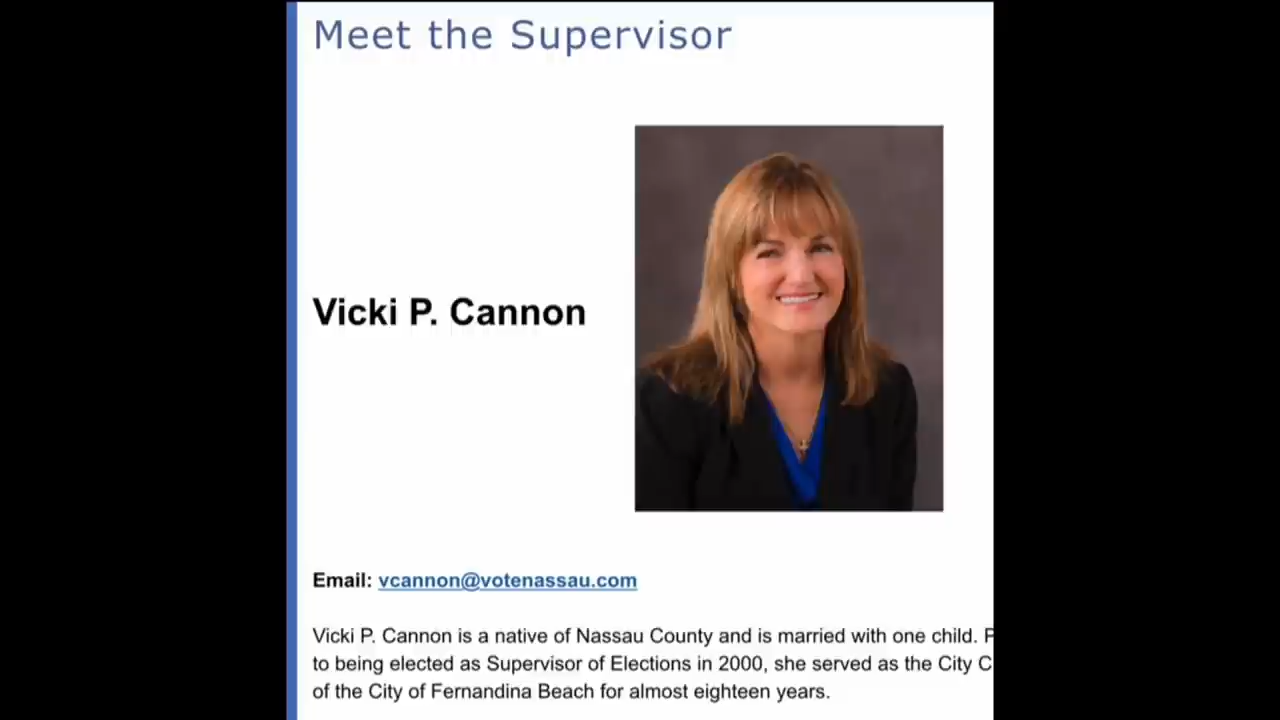 Meet the Supervisor
Vicki P. Cannon
Email: vcannon@votenassau.com
Vicki P. Cannon is a native of Nassau County and is married with one child.
to being elected as Supervisor of Elections in 2000, she served as the City
of the City of Fernandina Beach for almost eighteen years.